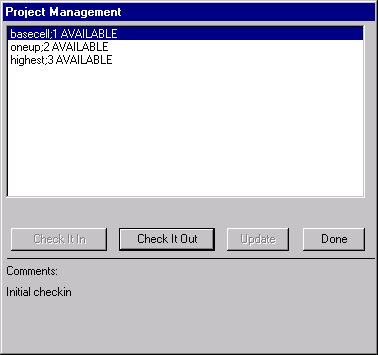 Project Management
basecell;1 AVAILABLE
oneup;2 AVAILABLE
highest;3 AVAILABLE
Check It In
Check It Out
Update
Done
Comments:
Initial checkin